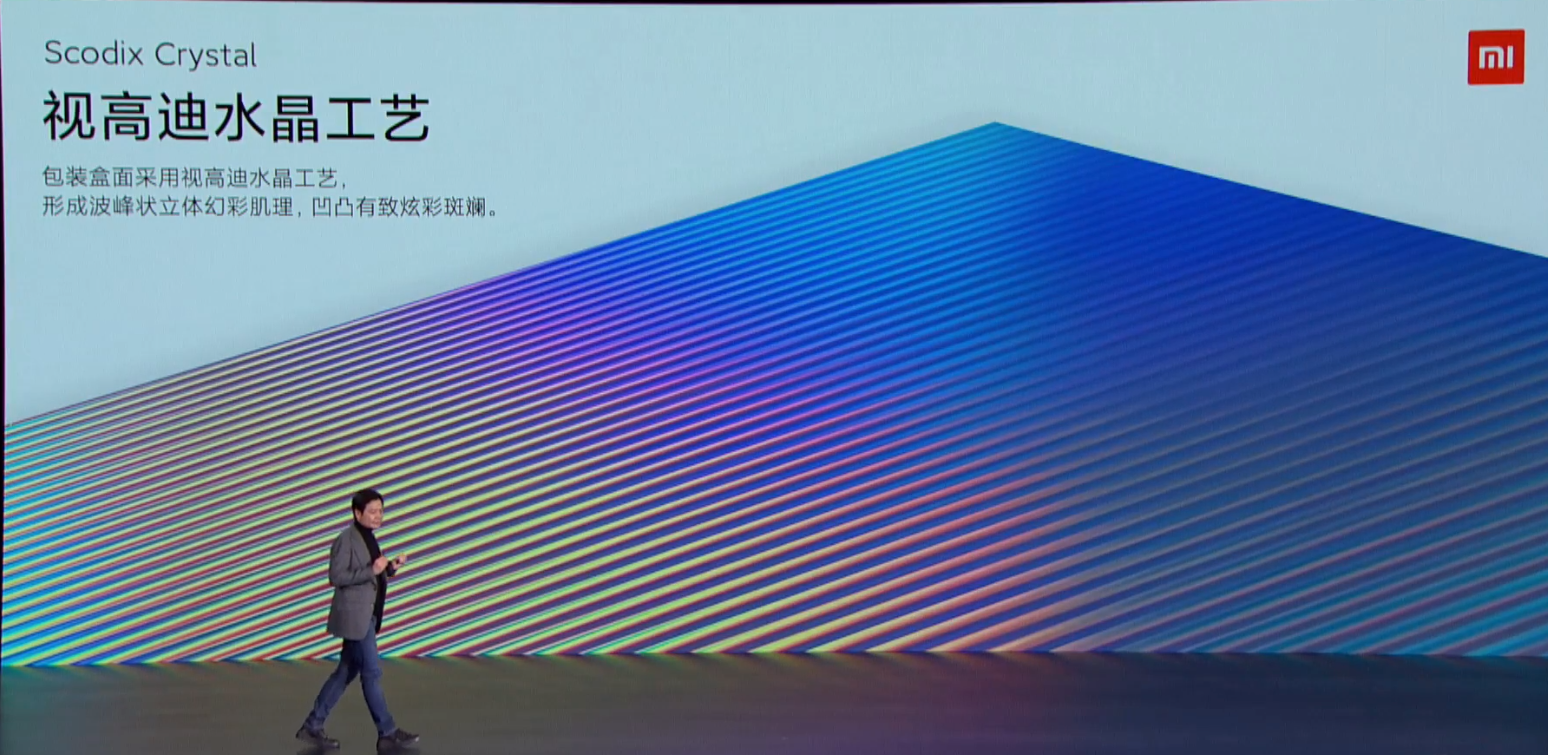 Scodix Crystal
视高迪水晶工艺
包装盒面采用视高迪水晶工艺,
形成波峰状立体幻彩肌理, 凹凸有致炫彩斑斓。
mi